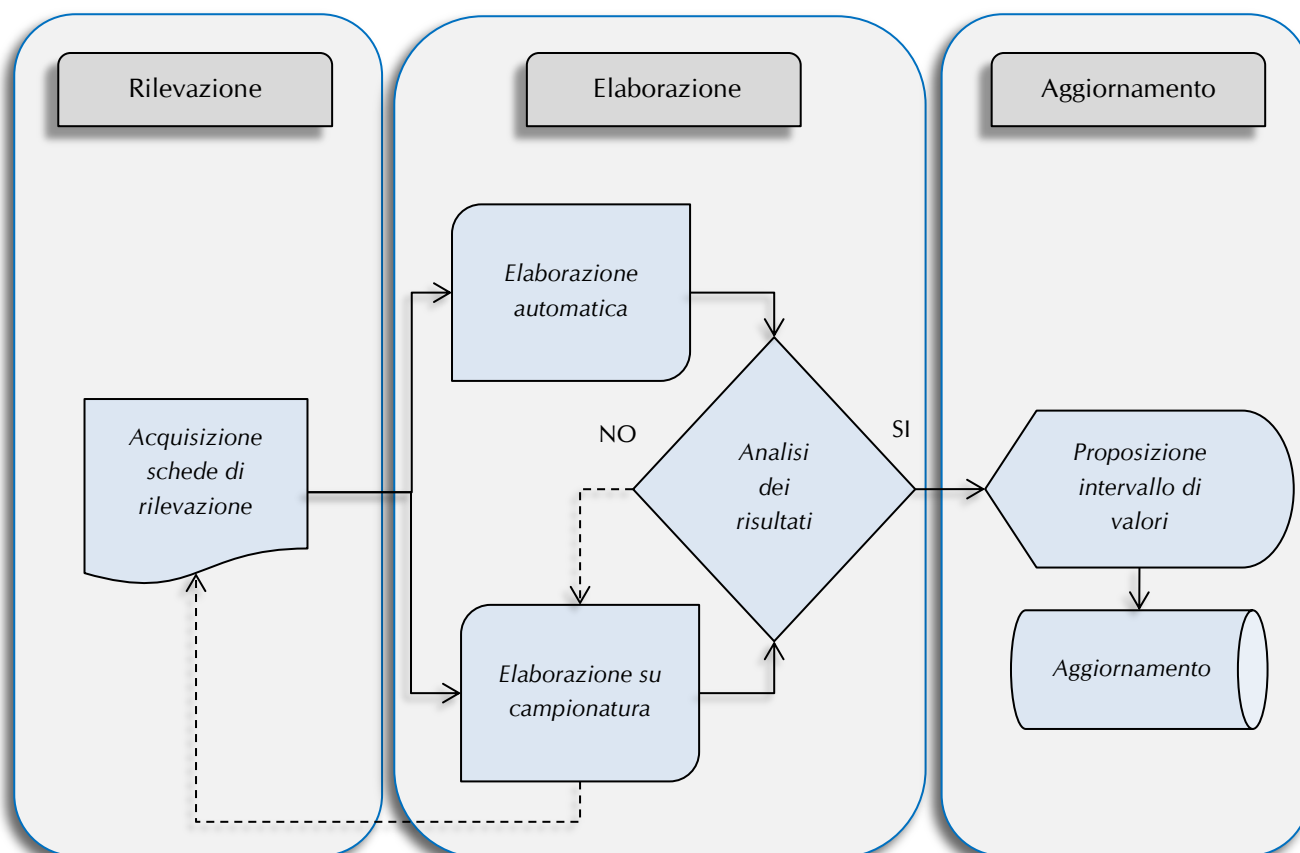 Rilevazione
Elaborazione
Aggiornamento
Elaborazione
automatica
Acquisizione
schede di
rilevazione
NO
Analisi
dei
risultati
SI
Proposizione
intervallo di
valori
Elaborazione su
campionatura
Aggiornamento